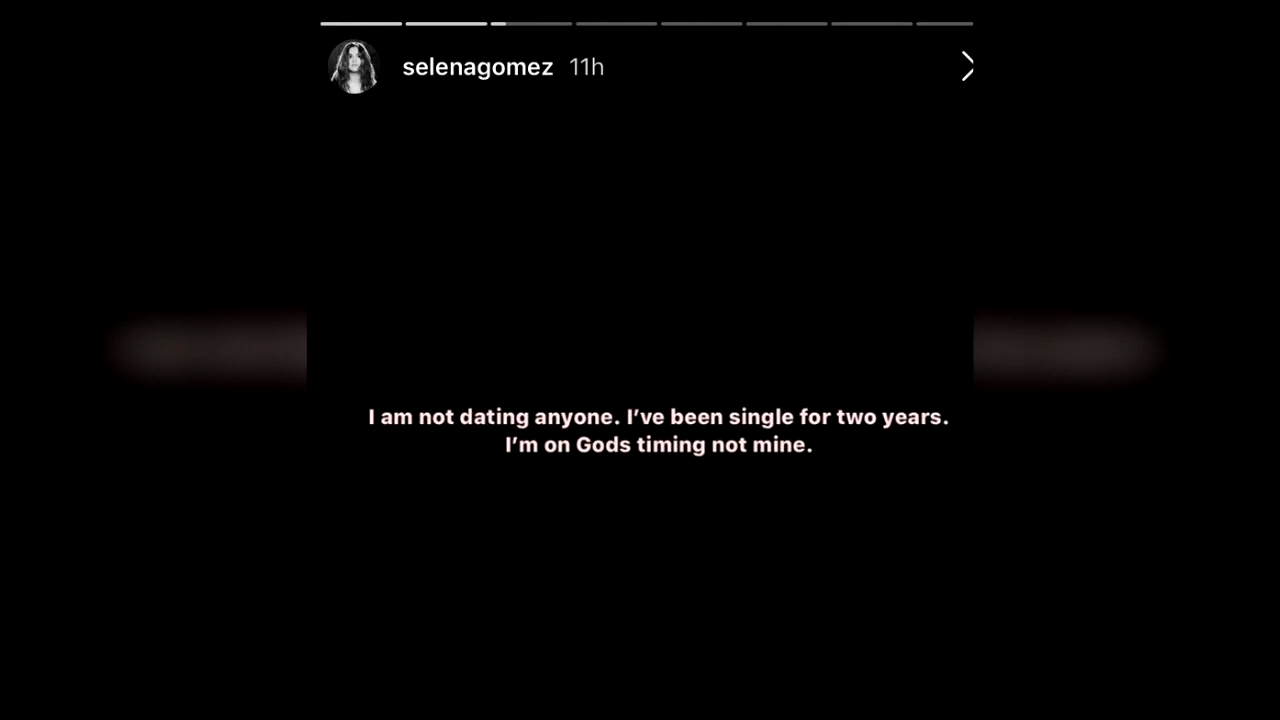 selenagomez 11h
I am not dating anyone. I’ve been single for two years.
I’m on Gods timing not mine.